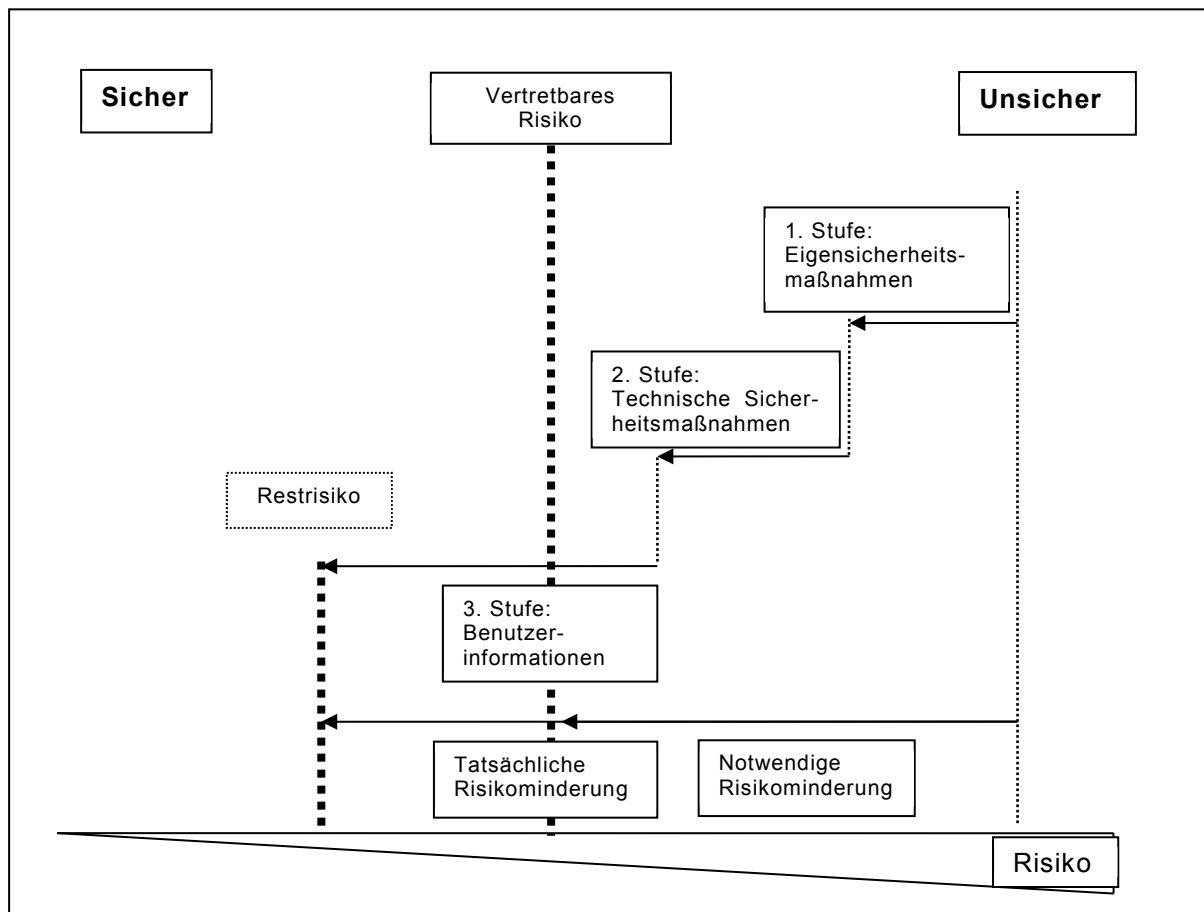 Sicher
Vertretbares
Risiko
Unsicher
1. Stufe:
Eigensicherheits-
maßnahmen
2. Stufe:
Technische Sicher-
heitsmaßnahmen
Restrisiko
3. Stufe:
Benutzer-
informationen
Tatsächliche
Risikominderung
Notwendige
Risikominderung
Risiko